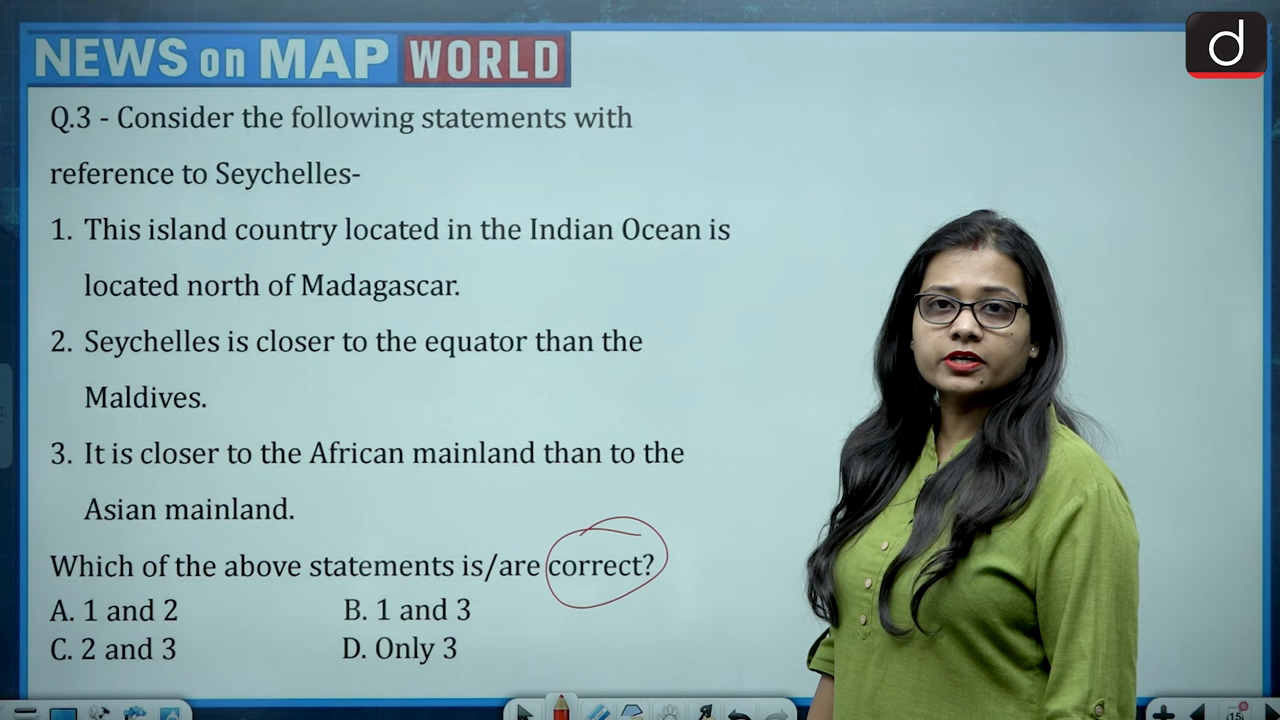 NEWS on MAP WORLD
d
Q.3 - Consider the following statements with
reference to Seychelles-
1. This island country located in the Indian Ocean is
located north of Madagascar.
2. Seychelles is closer to the equator than the
Maldives.
3. It is closer to the African mainland than to the
Asian mainland.
Which of the above statements is/are correct?
A. 1 and 2 B. 1 and 3
C. 2 and 3 D. Only 3
15